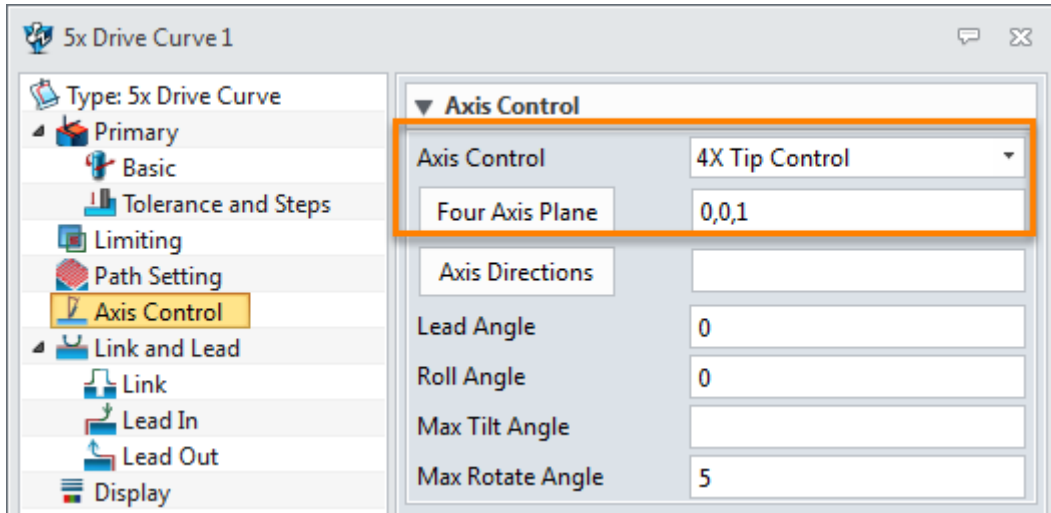 5x Drive Curve 1
Type: 5x Drive Curve
Primary
Basic
Tolerance and Steps
Limiting
Path Setting
Axis Control
Link and Lead
Link
Lead In
Lead Out
Display
Axis Control
Axis Control 4X Tip Control
Four Axis Plane 0,0,1
Axis Directions
Lead Angle 0
Roll Angle 0
Max Tilt Angle
Max Rotate Angle 5